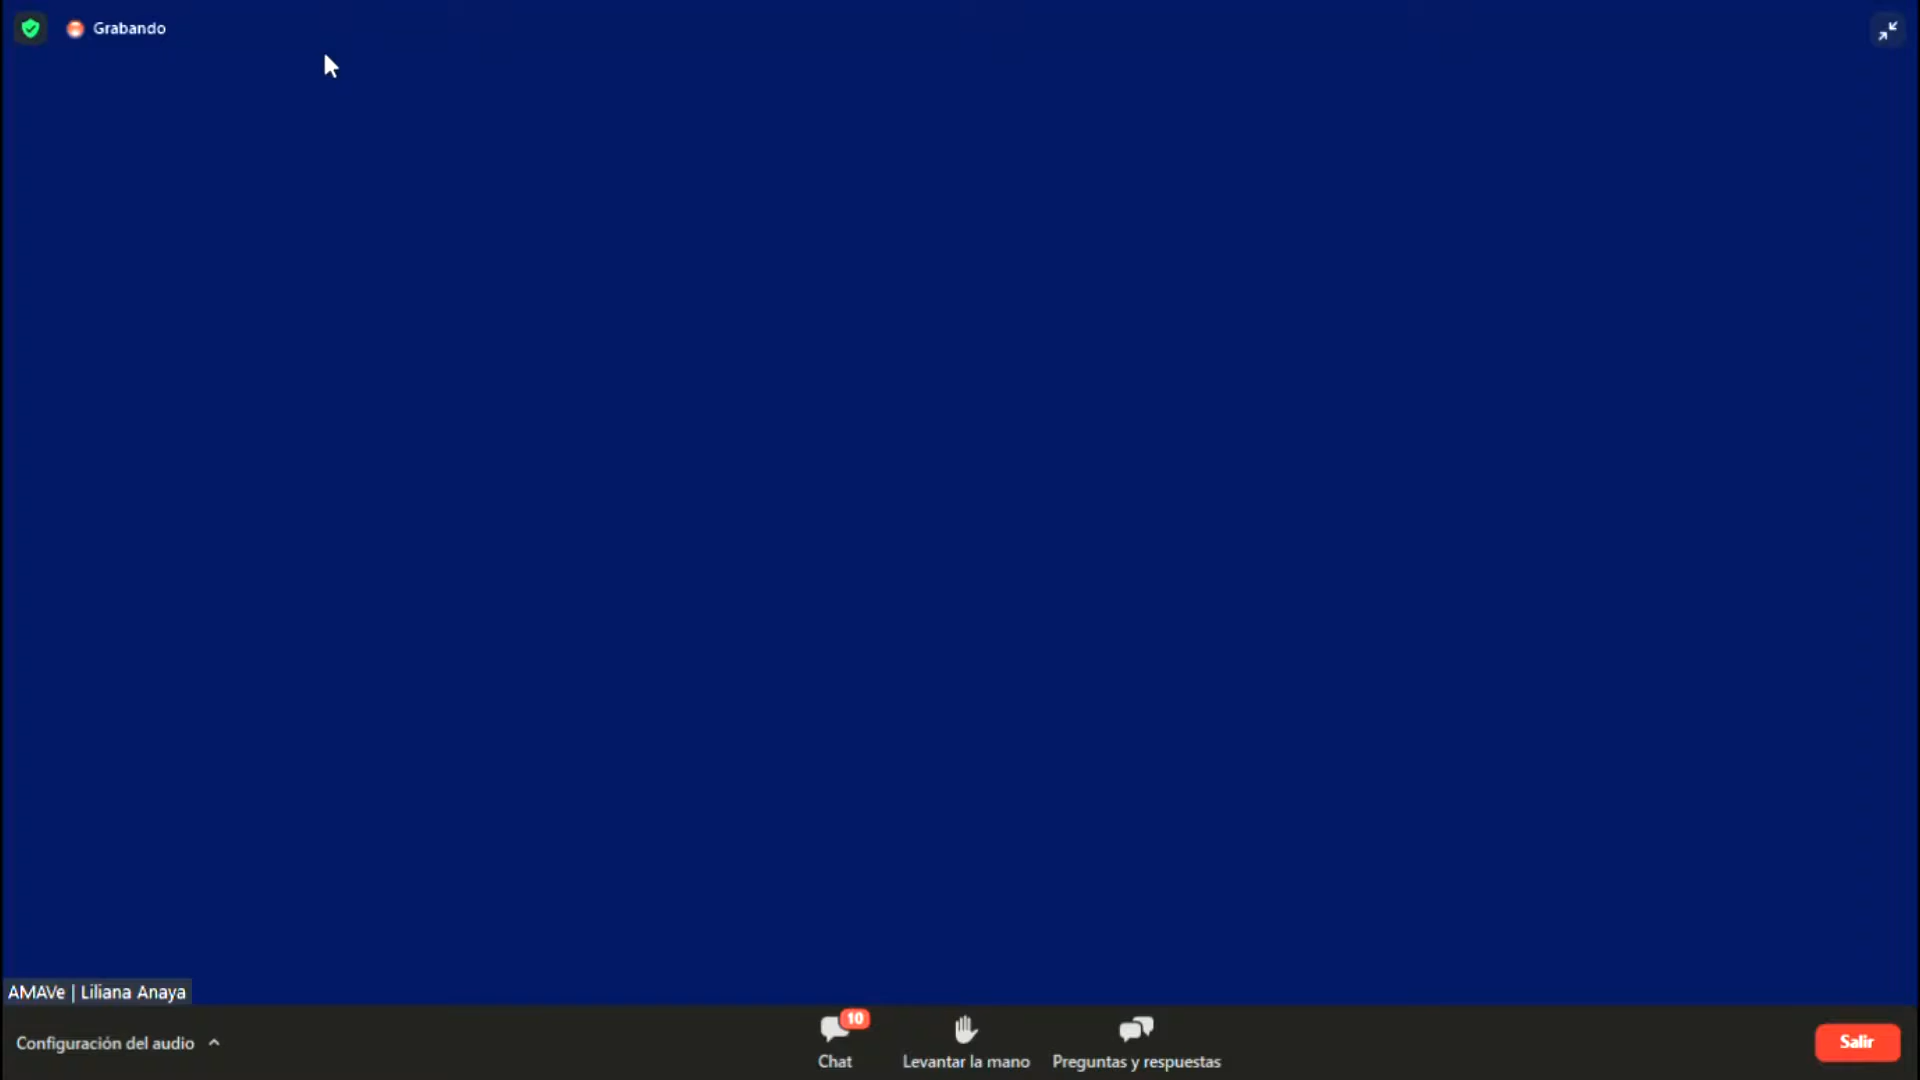 Grabando
AMAVe | Liliana Anaya
Configuración del audio
10
Chat
Levantar la mano
Preguntas y respuestas
Salir